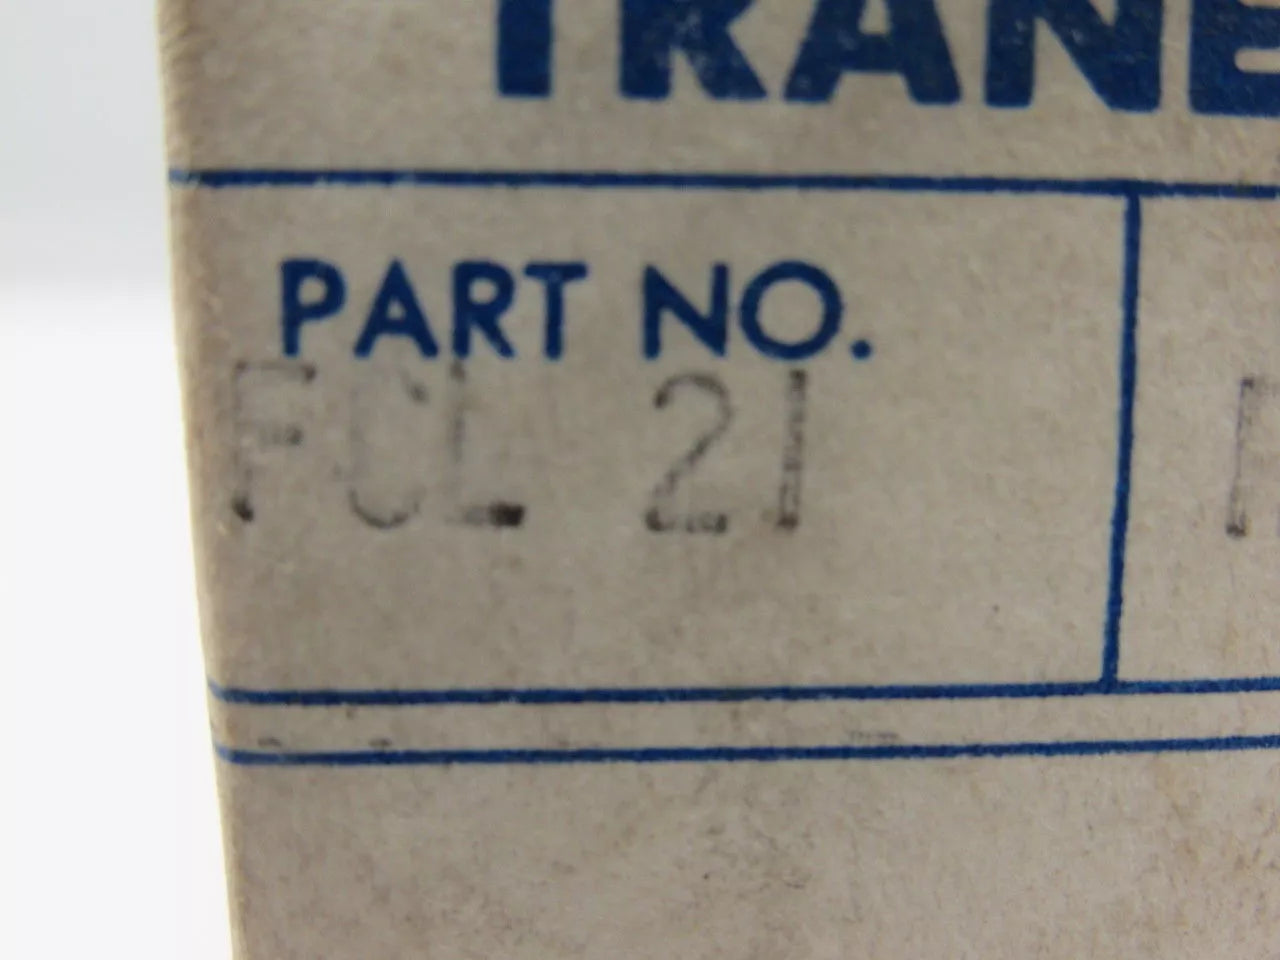 TRANE
PART NO.
FCL 21